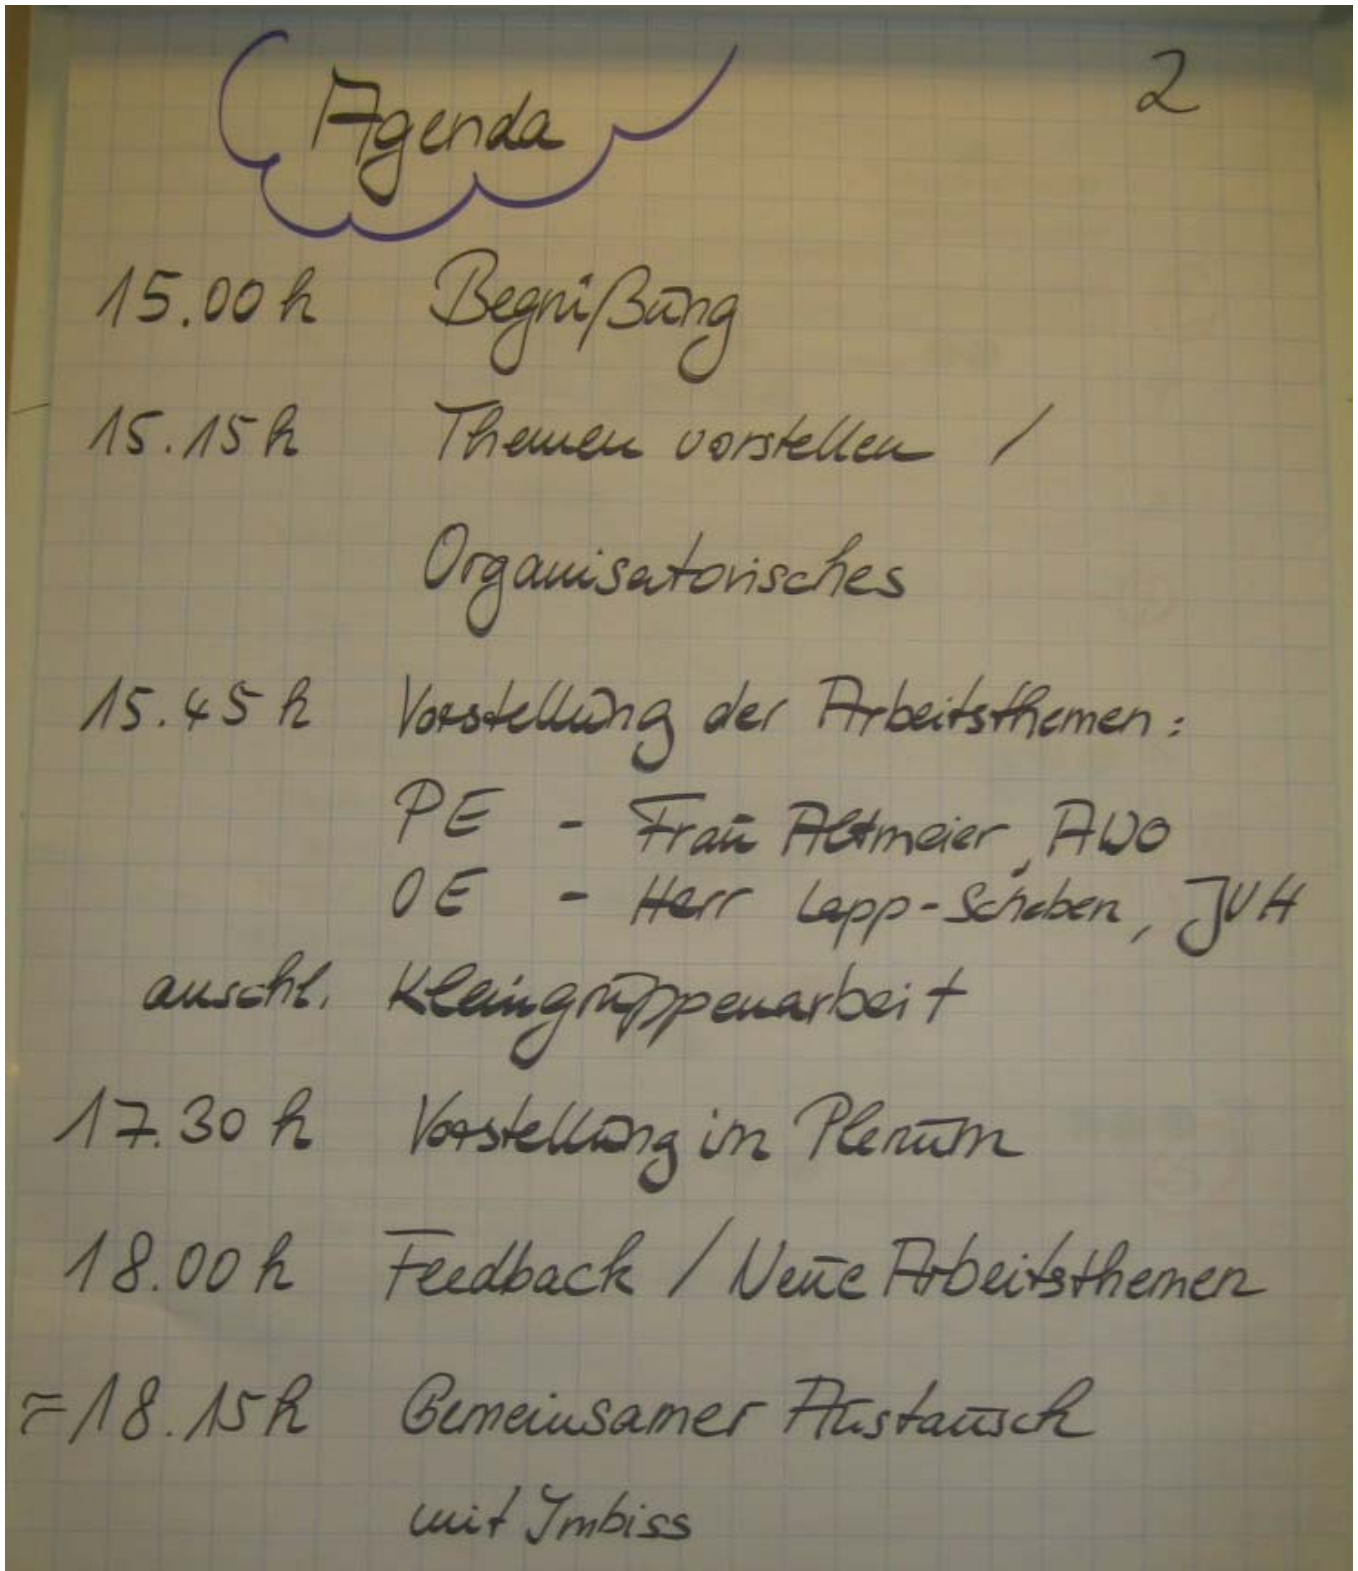 Agenda
2
15.00 h Begrüßung
15.15 h Themen vorstellen /
Organisatorisches
15.45 h Vorstellung der Arbeitsthemen:
PE - Frau Altmeier, AWO
OE - Herr Lapp-Scheben, JUH
anschl. Kleingruppenarbeit
17.30 h Vorstellung im Plenum
18.00 h Feedback / Neue Arbeitsthemen
≈ 18.15 h Gemeinsamer Austausch
mit Imbiss